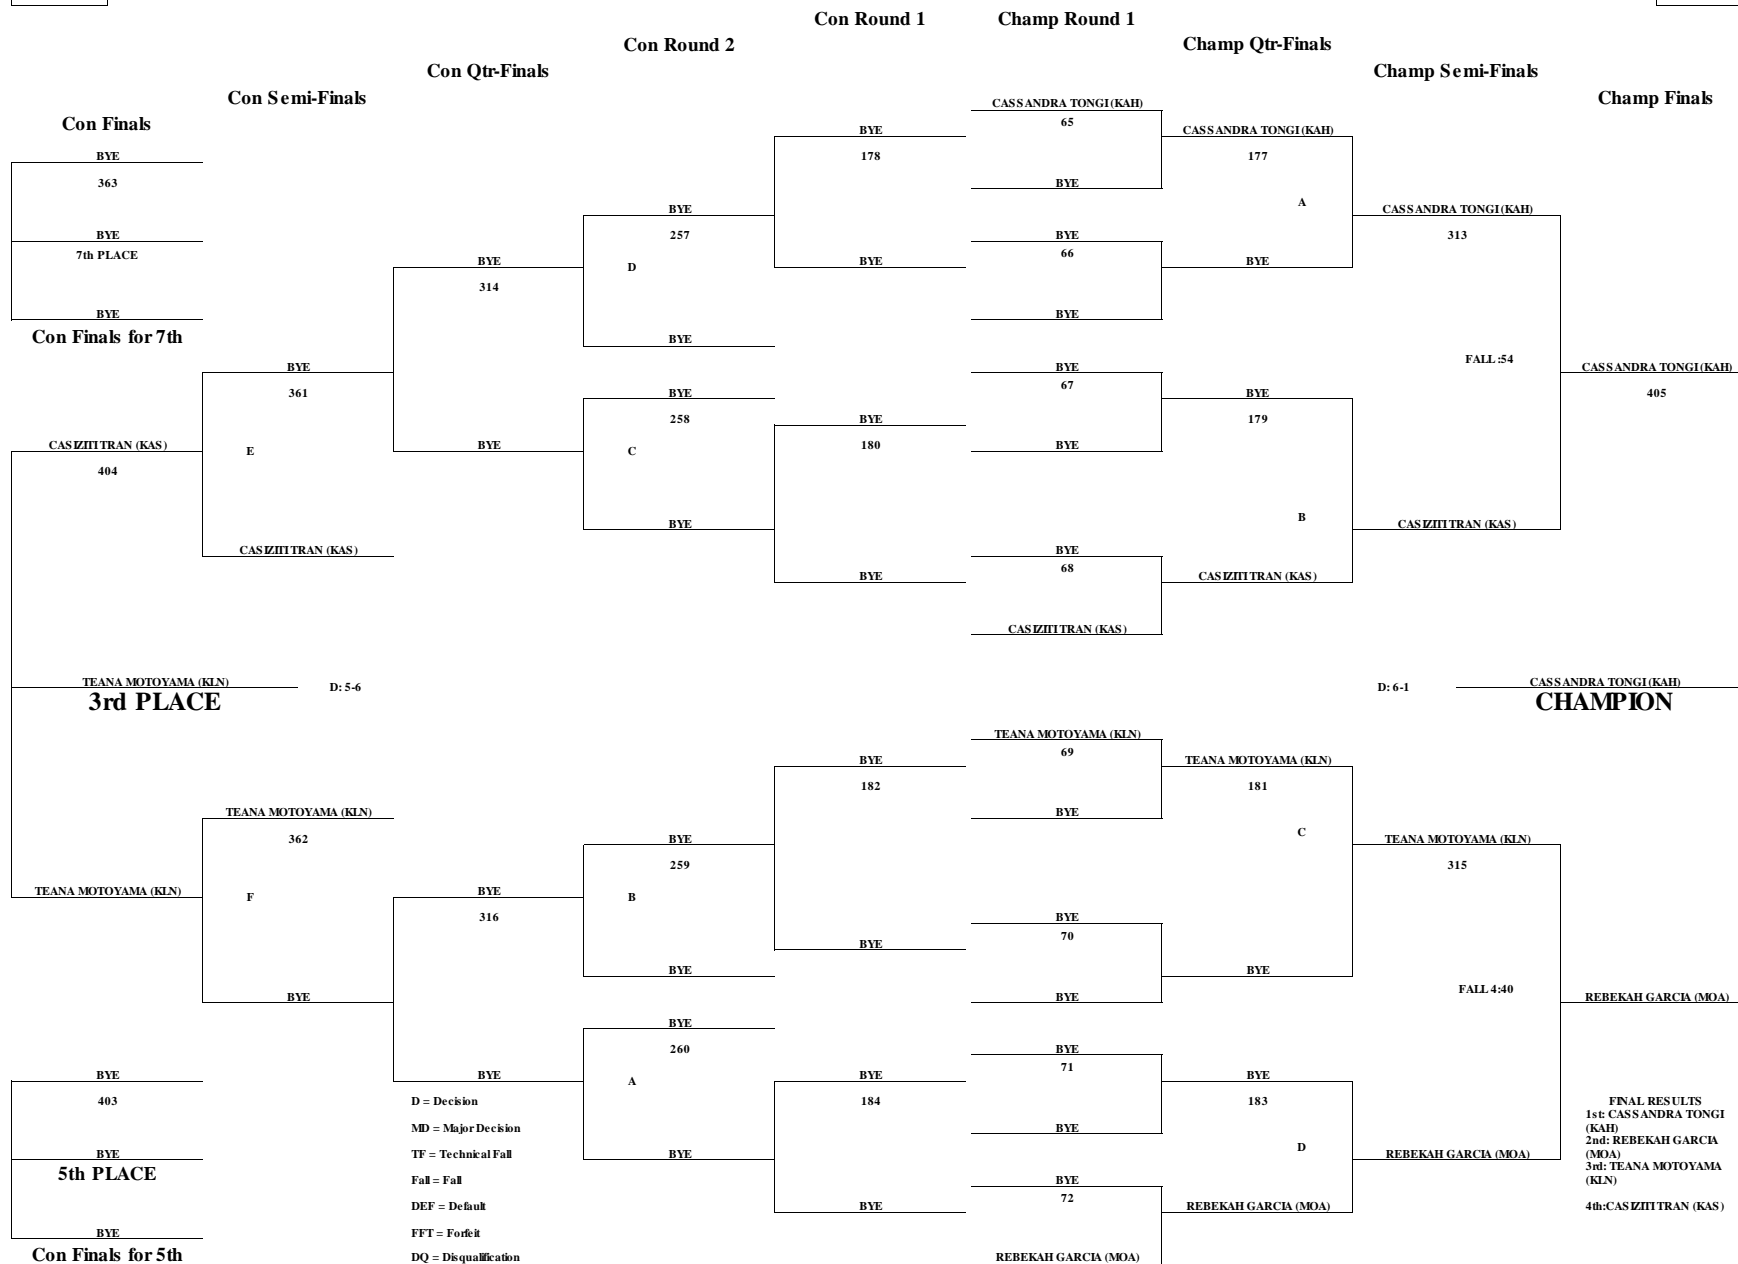 Con Round 1
Champ Round 1
Con Round 2
Champ Qtr-Finals
Con Qtr-Finals
Champ Semi-Finals
Con Semi-Finals
Champ Finals
Con Finals
BYE
363
BYE
7th PLACE
BYE
Con Finals for 7th
CASIZITI TRAN (KAS)
404
TEANA MOTOYAMA (KLN)
3rd PLACE
D: 5-6
TEANA MOTOYAMA (KLN)
BYE
403
BYE
5th PLACE
BYE
Con Finals for 5th
BYE
361
E
CASIZITI TRAN (KAS)
TEANA MOTOYAMA (KLN)
362
F
BYE
BYE
314
BYE
BYE
316
BYE
D = Decision
MD = Major Decision
TF = Technical Fall
Fall = Fall
DEF = Default
FFT = Forfeit
DQ = Disqualification
BYE
257
D
BYE
BYE
258
C
BYE
BYE
259
B
BYE
BYE
260
A
BYE
BYE
178
BYE
BYE
180
BYE
BYE
182
BYE
BYE
184
BYE
CASSANDRA TONGI (KAH)
65
BYE
BYE
66
BYE
BYE
67
BYE
BYE
68
CASIZITI TRAN (KAS)
TEANA MOTOYAMA (KLN)
69
BYE
BYE
70
BYE
BYE
71
BYE
BYE
72
REBEKAH GARCIA (MOA)
CASSANDRA TONGI (KAH)
177
A
BYE
BYE
179
B
CASIZITI TRAN (KAS)
TEANA MOTOYAMA (KLN)
181
C
BYE
BYE
183
D
REBEKAH GARCIA (MOA)
CASSANDRA TONGI (KAH)
313
FALL :54
CASIZITI TRAN (KAS)
TEANA MOTOYAMA (KLN)
315
FALL 4:40
REBEKAH GARCIA (MOA)
CASSANDRA TONGI (KAH)
405
D: 6-1
CASSANDRA TONGI (KAH)
CHAMPION
REBEKAH GARCIA (MOA)
FINAL RESULTS
1st: CASSANDRA TONGI
(KAH)
2nd: REBEKAH GARCIA
(MOA)
3rd: TEANA MOTOYAMA
(KLN)
4th:CASIZITI TRAN (KAS)